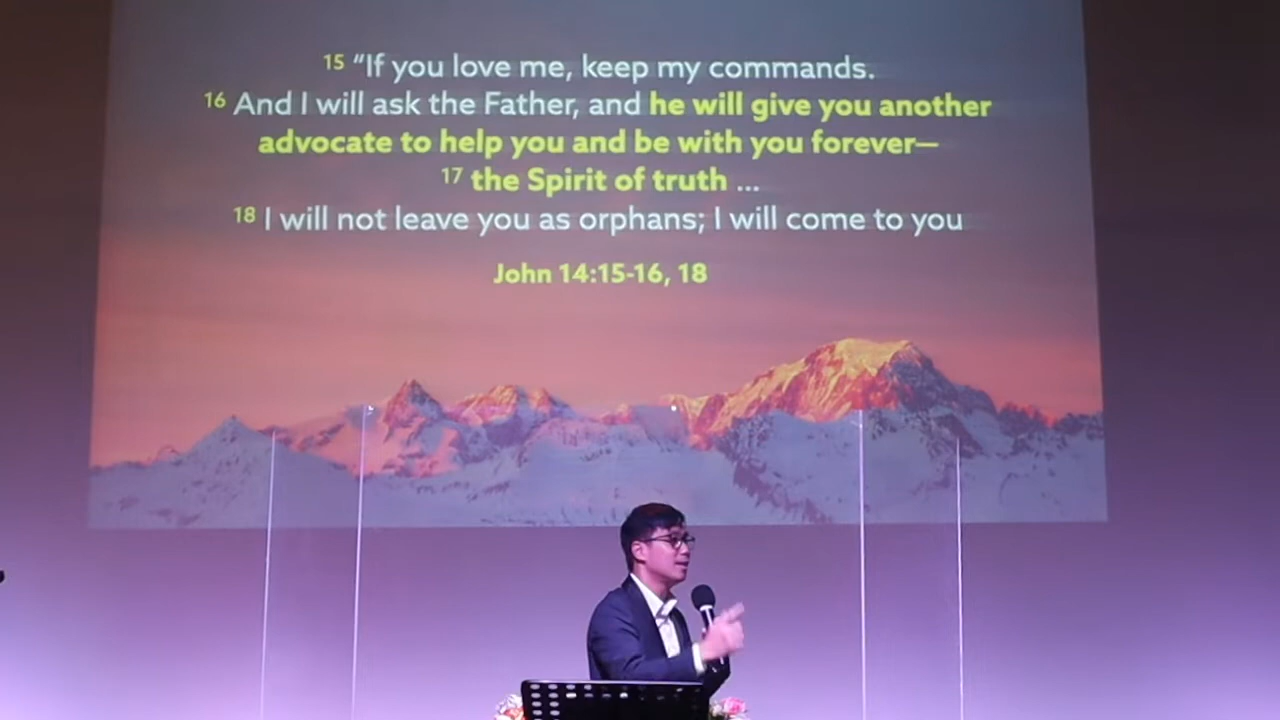 15 “If you love me, keep my commands.
16 And I will ask the Father, and he will give you another
advocate to help you and be with you forever—
17 the Spirit of truth ...
18 I will not leave you as orphans; I will come to you
John 14:15-16, 18